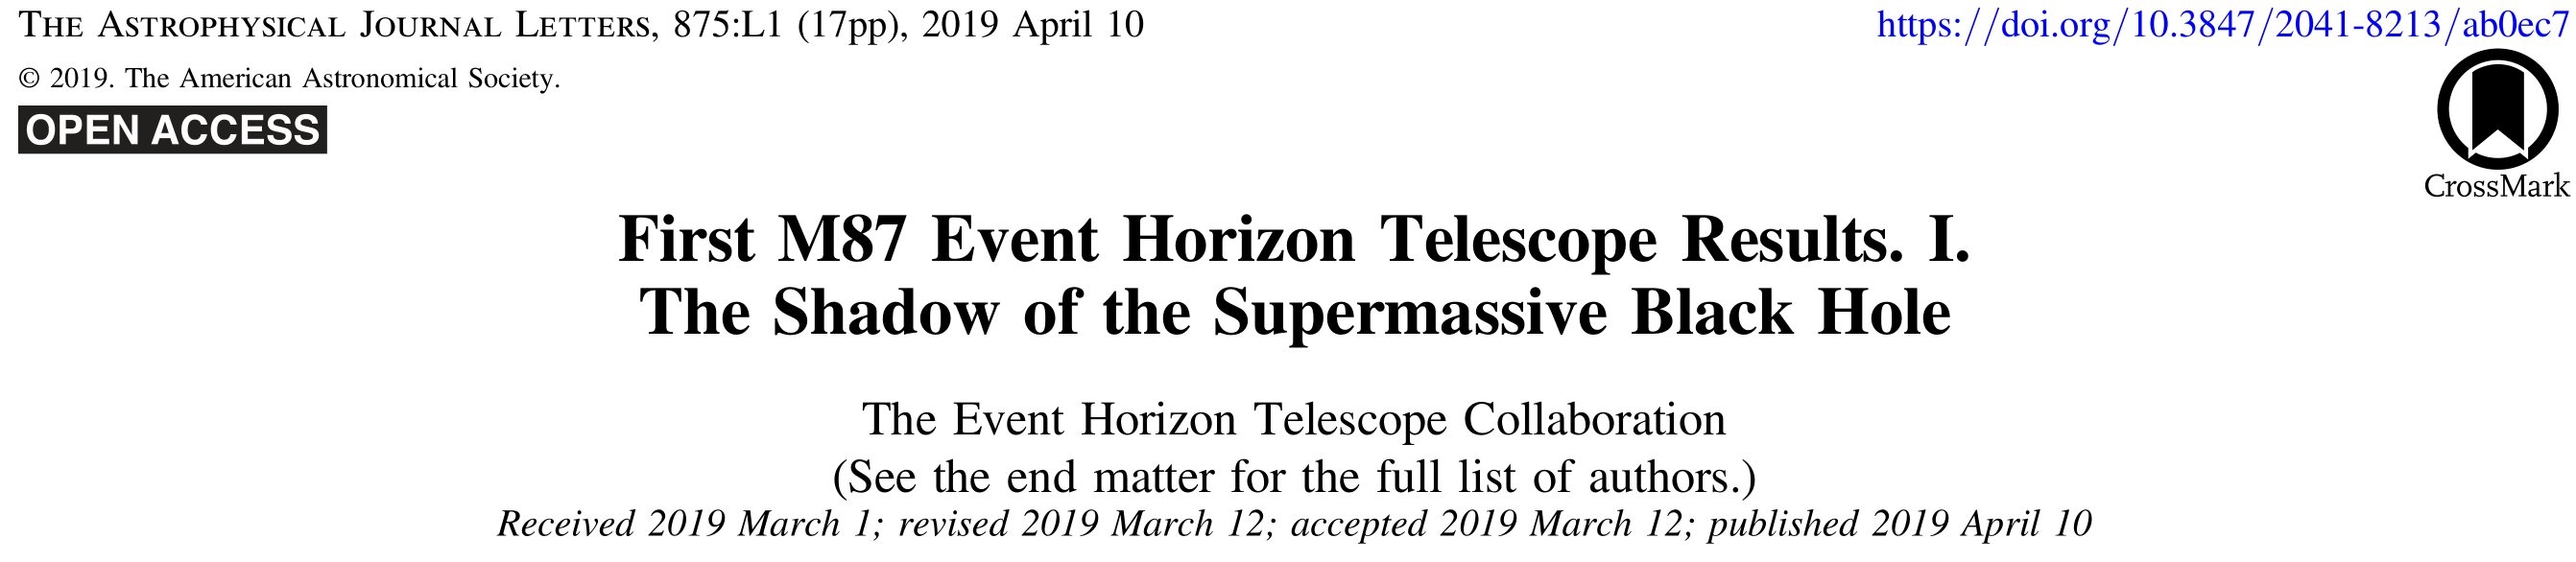 THE ASTROPHYSICAL JOURNAL LETTERS, 875:L1 (17pp), 2019 April 10
https://doi.org/10.3847/2041-8213/ab0ec7
© 2019. The American Astronomical Society.
OPEN ACCESS
CrossMark
First M87 Event Horizon Telescope Results. I.
The Shadow of the Supermassive Black Hole
The Event Horizon Telescope Collaboration
(See the end matter for the full list of authors.)
Received 2019 March 1; revised 2019 March 12; accepted 2019 March 12; published 2019 April 10